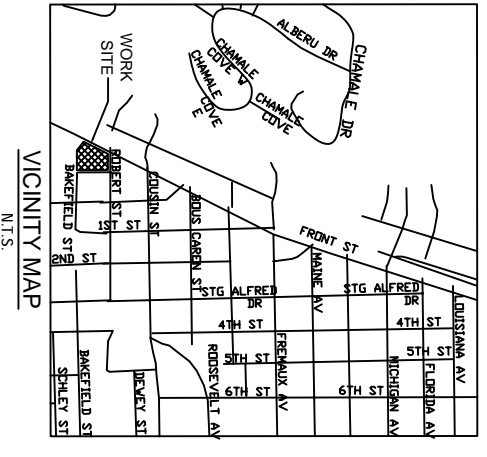 ALBERU DR
CHAMALE DR
CHAMALE
COVE W
CHAMALE
COVE
CHAMALE
COVE
E
WORK
SITE
ROBERT ST
COUSIN ST
BAKEFIELD ST
1ST ST
BOUS CAREN ST
2ND ST
FRONT ST
MAINE AV
STG ALFRED
DR
STG ALFRED
DR
LOUISIANA AV
4TH ST
4TH ST
5TH ST
5TH ST
FREMAUX AV
ROOSEVELT AV
6TH ST
6TH ST
MICHIGAN AV
FLORIDA AV
SCHLEY ST
BAKEFIELD ST
DEWEY ST
VICINITY MAP
N.T.S.